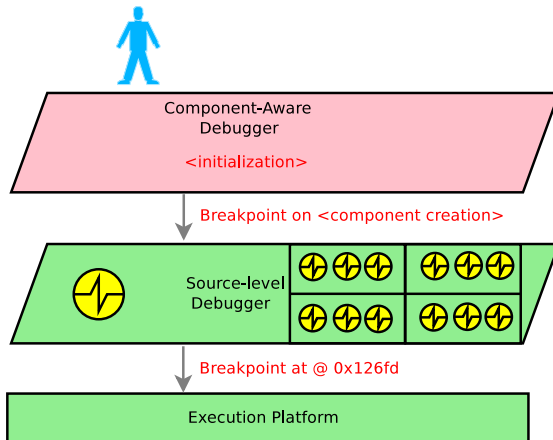 Component-Aware
Debugger
<initialization>
Breakpoint on <component creation>
Source-level
Debugger
Breakpoint at @ 0x126fd
Execution Platform